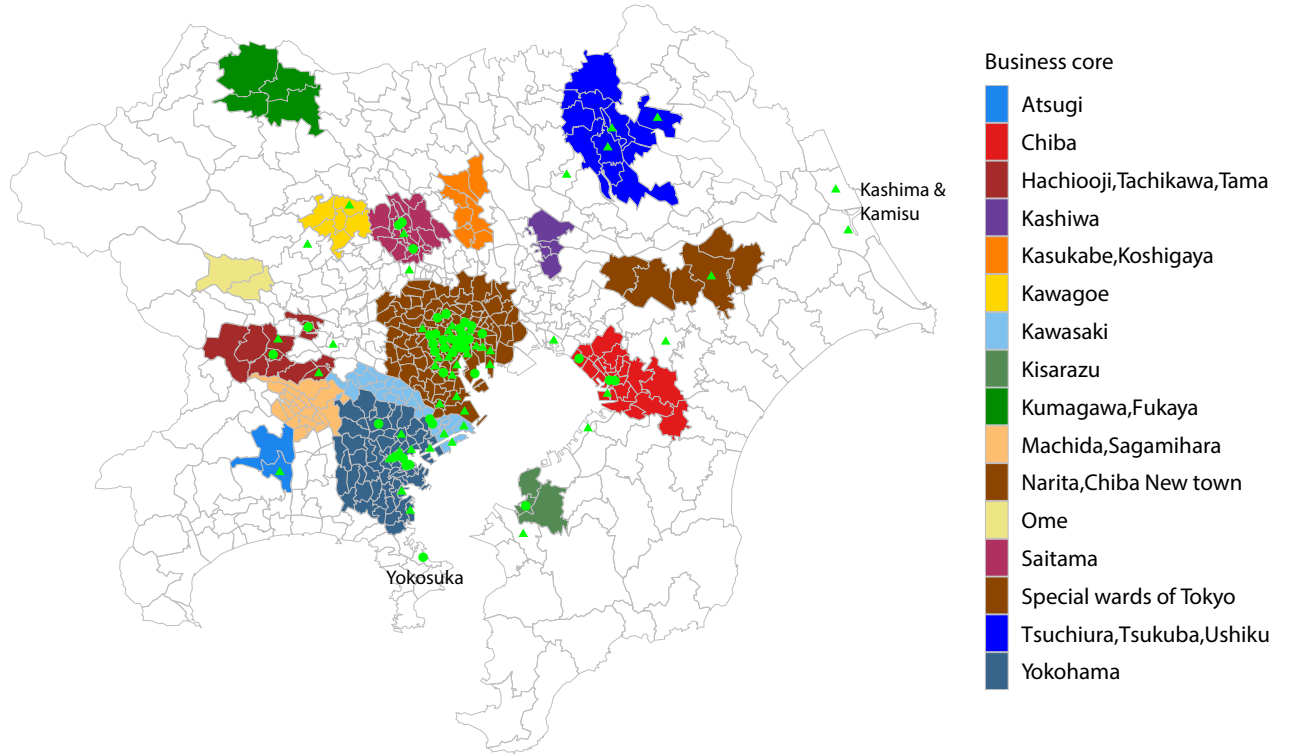 Business core
Atsugi
Chiba
Hachiooji,Tachikawa,Tama
Kashiwa
Kasukabe,Koshigaya
Kawagoe
Kawasaki
Kisarazu
Kumagawa,Fukaya
Machida,Sagamihara
Narita,Chiba New town
Ome
Saitama
Special wards of Tokyo
Tsuchiura,Tsukuba,Ushiku
Yokohama
Kashima &
Kamisu
Yokosuka